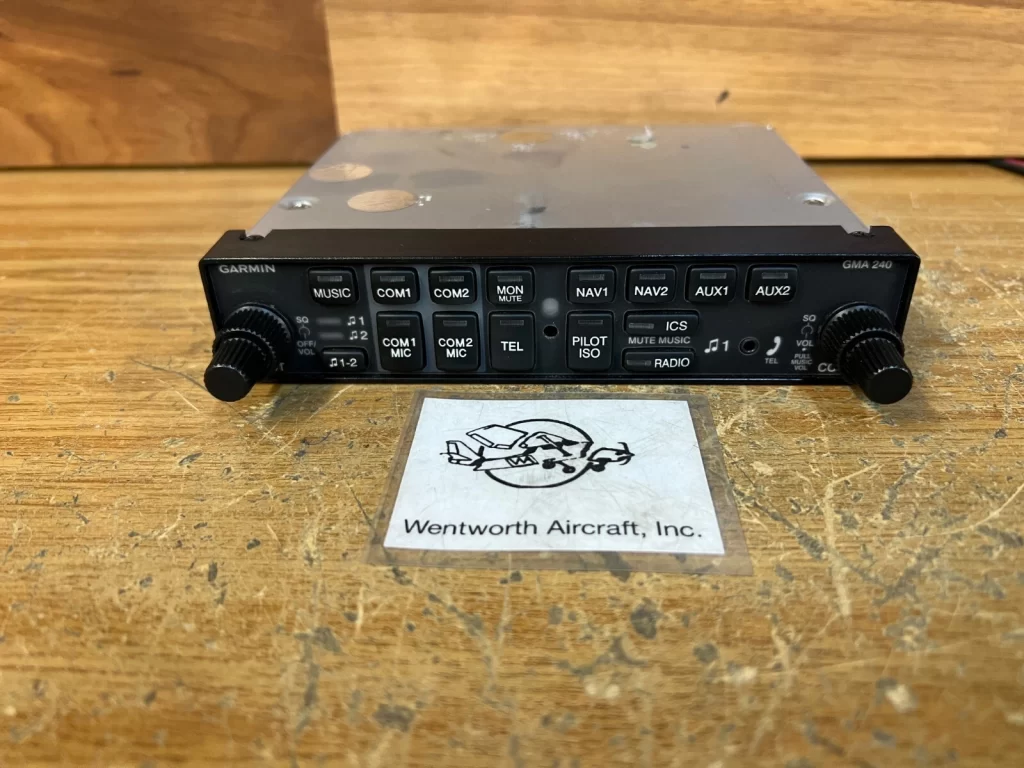 GARMIN
GMA 240
MUSIC
COM1
COM2
MON
MUTE
NAV1
NAV2
AUX1
AUX2
SQ
OFF/
VOL
♫ 1
♫ 2
♫ 1-2
COM1
MIC
COM2
MIC
TEL
PILOT
ISO
ICS
MUTE MUSIC
RADIO
♫ 1
TEL
SQ
VOL
PULL
MUSIC
VOL
Wentworth Aircraft, Inc.